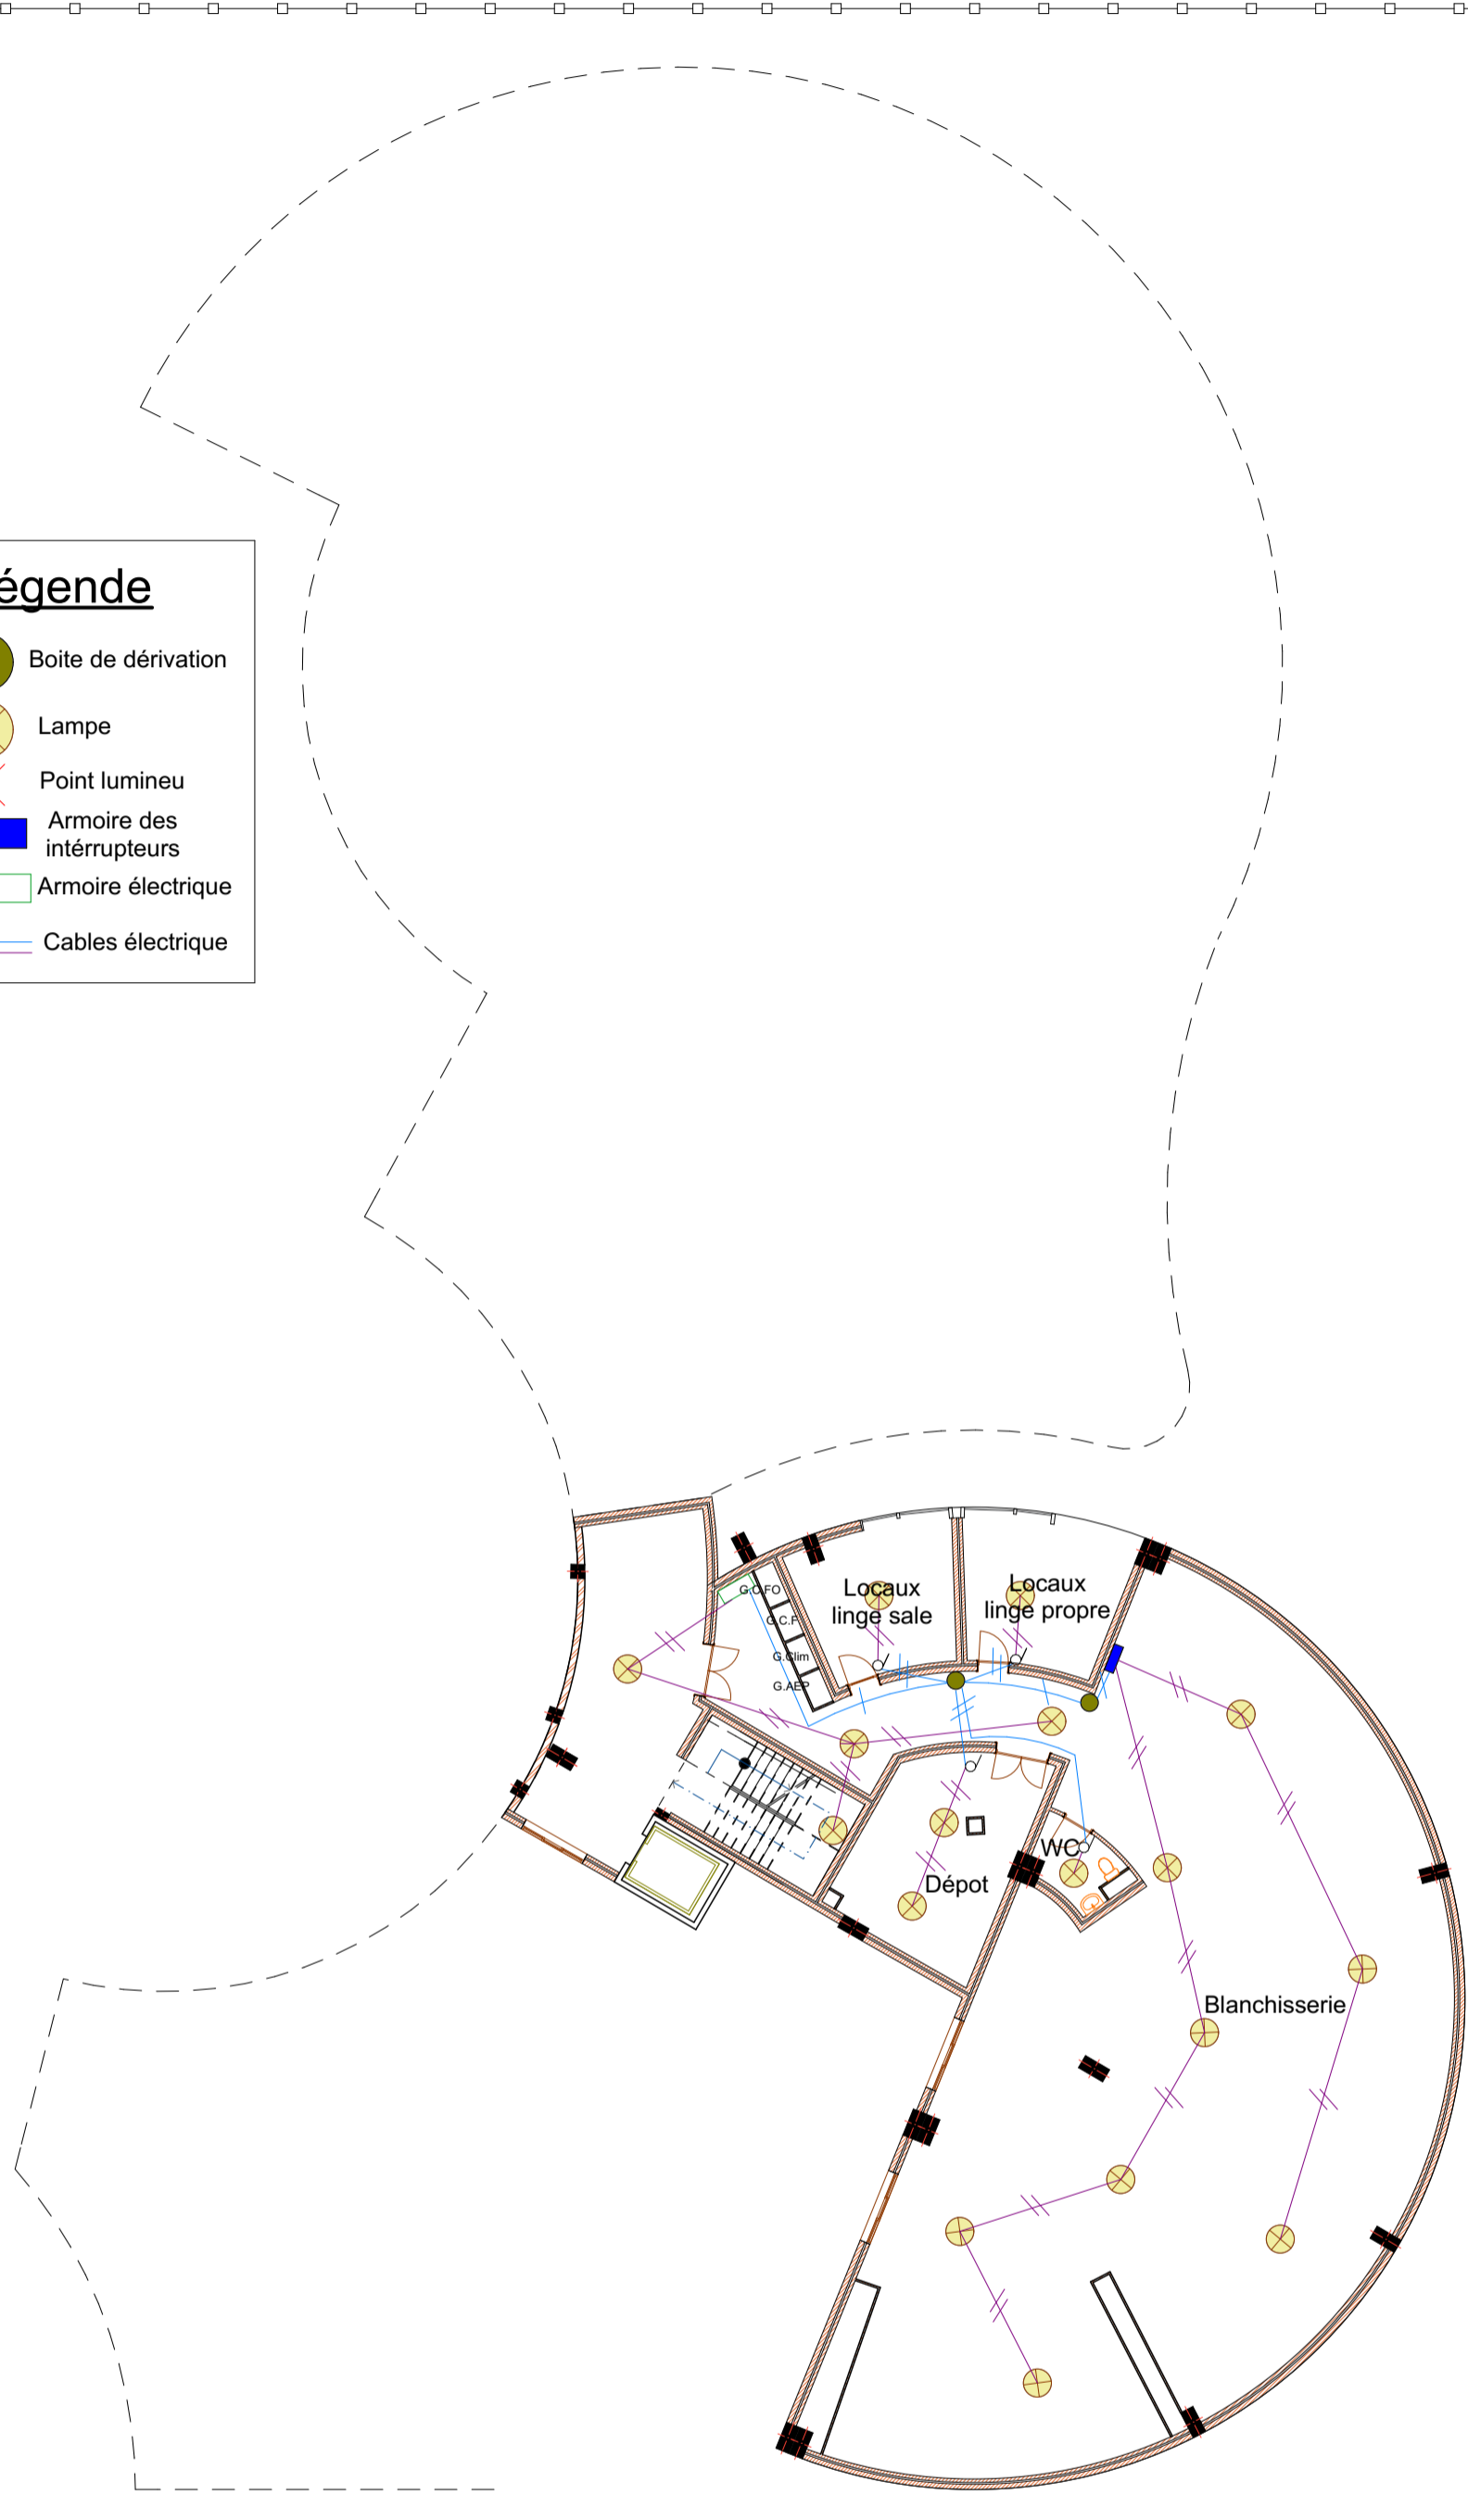 égende
Boite de dérivation
Lampe
Point lumineu
Armoire des
intérrupteurs
Armoire électrique
Cables électrique
G.C.FO
G.C.F
G.Clim
G.AEP
Locaux
linge sale
Locaux
linge propre
WC
Dépot
Blanchisserie